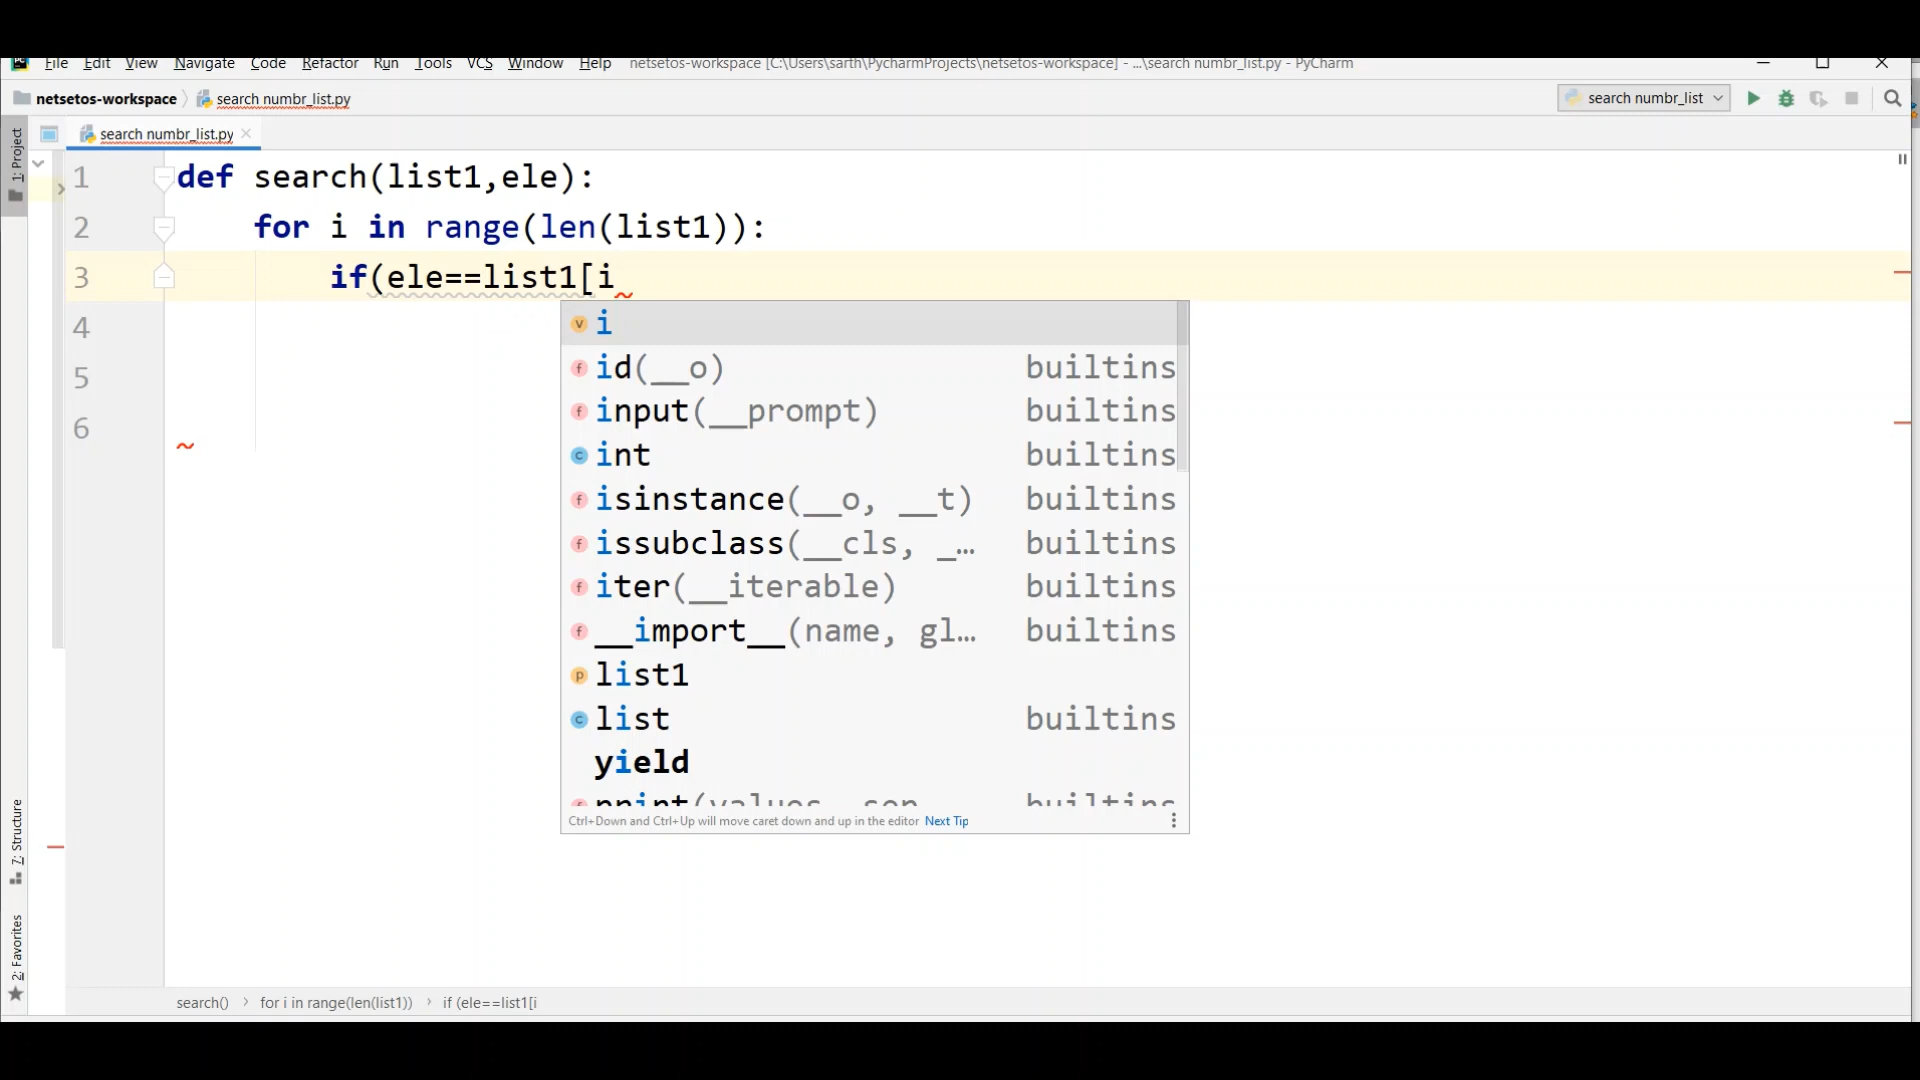 File Edit View Navigate Code Refactor Run Tools VCS Window Help netsetos-workspace [C:\Users\sarth\PycharmProjects\netsetos-workspace] - ...\search numbr_list.py - PyCharm
netsetos-workspace search numbr_list.py search numbr_list
search numbr_list.py
1: Project
1 def search(list1,ele):
2 for i in range(len(list1)):
3 if(ele==list1[i
4
5
6
i
id(__o) builtins
input(__prompt) builtins
int builtins
isinstance(__o, __t) builtins
issubclass(__cls, _… builtins
iter(__iterable) builtins
__import__(name, gl… builtins
list1
list builtins
yield
print(values, sep builtins
Ctrl+Down and Ctrl+Up will move caret down and up in the editor Next Tip
7: Structure
2: Favorites
search() for i in range(len(list1)) if (ele==list1[i